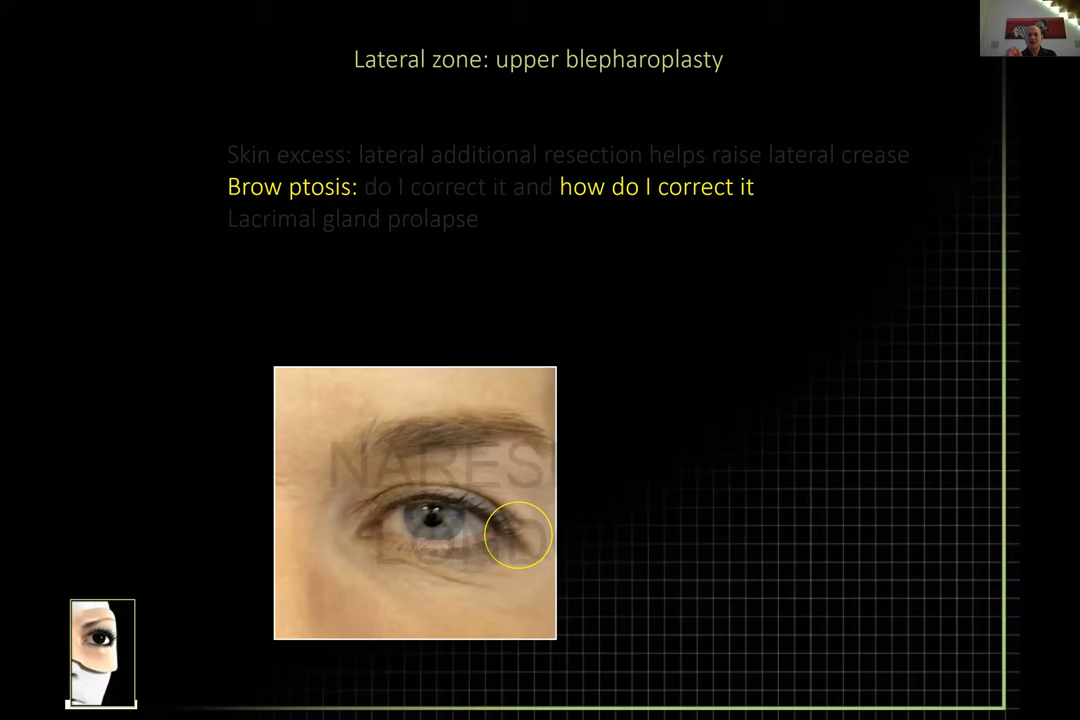 Lateral zone: upper blepharoplasty
Skin excess: lateral additional resection helps raise lateral crease
Brow ptosis: do I correct it and how do I correct it
Lacrimal gland prolapse